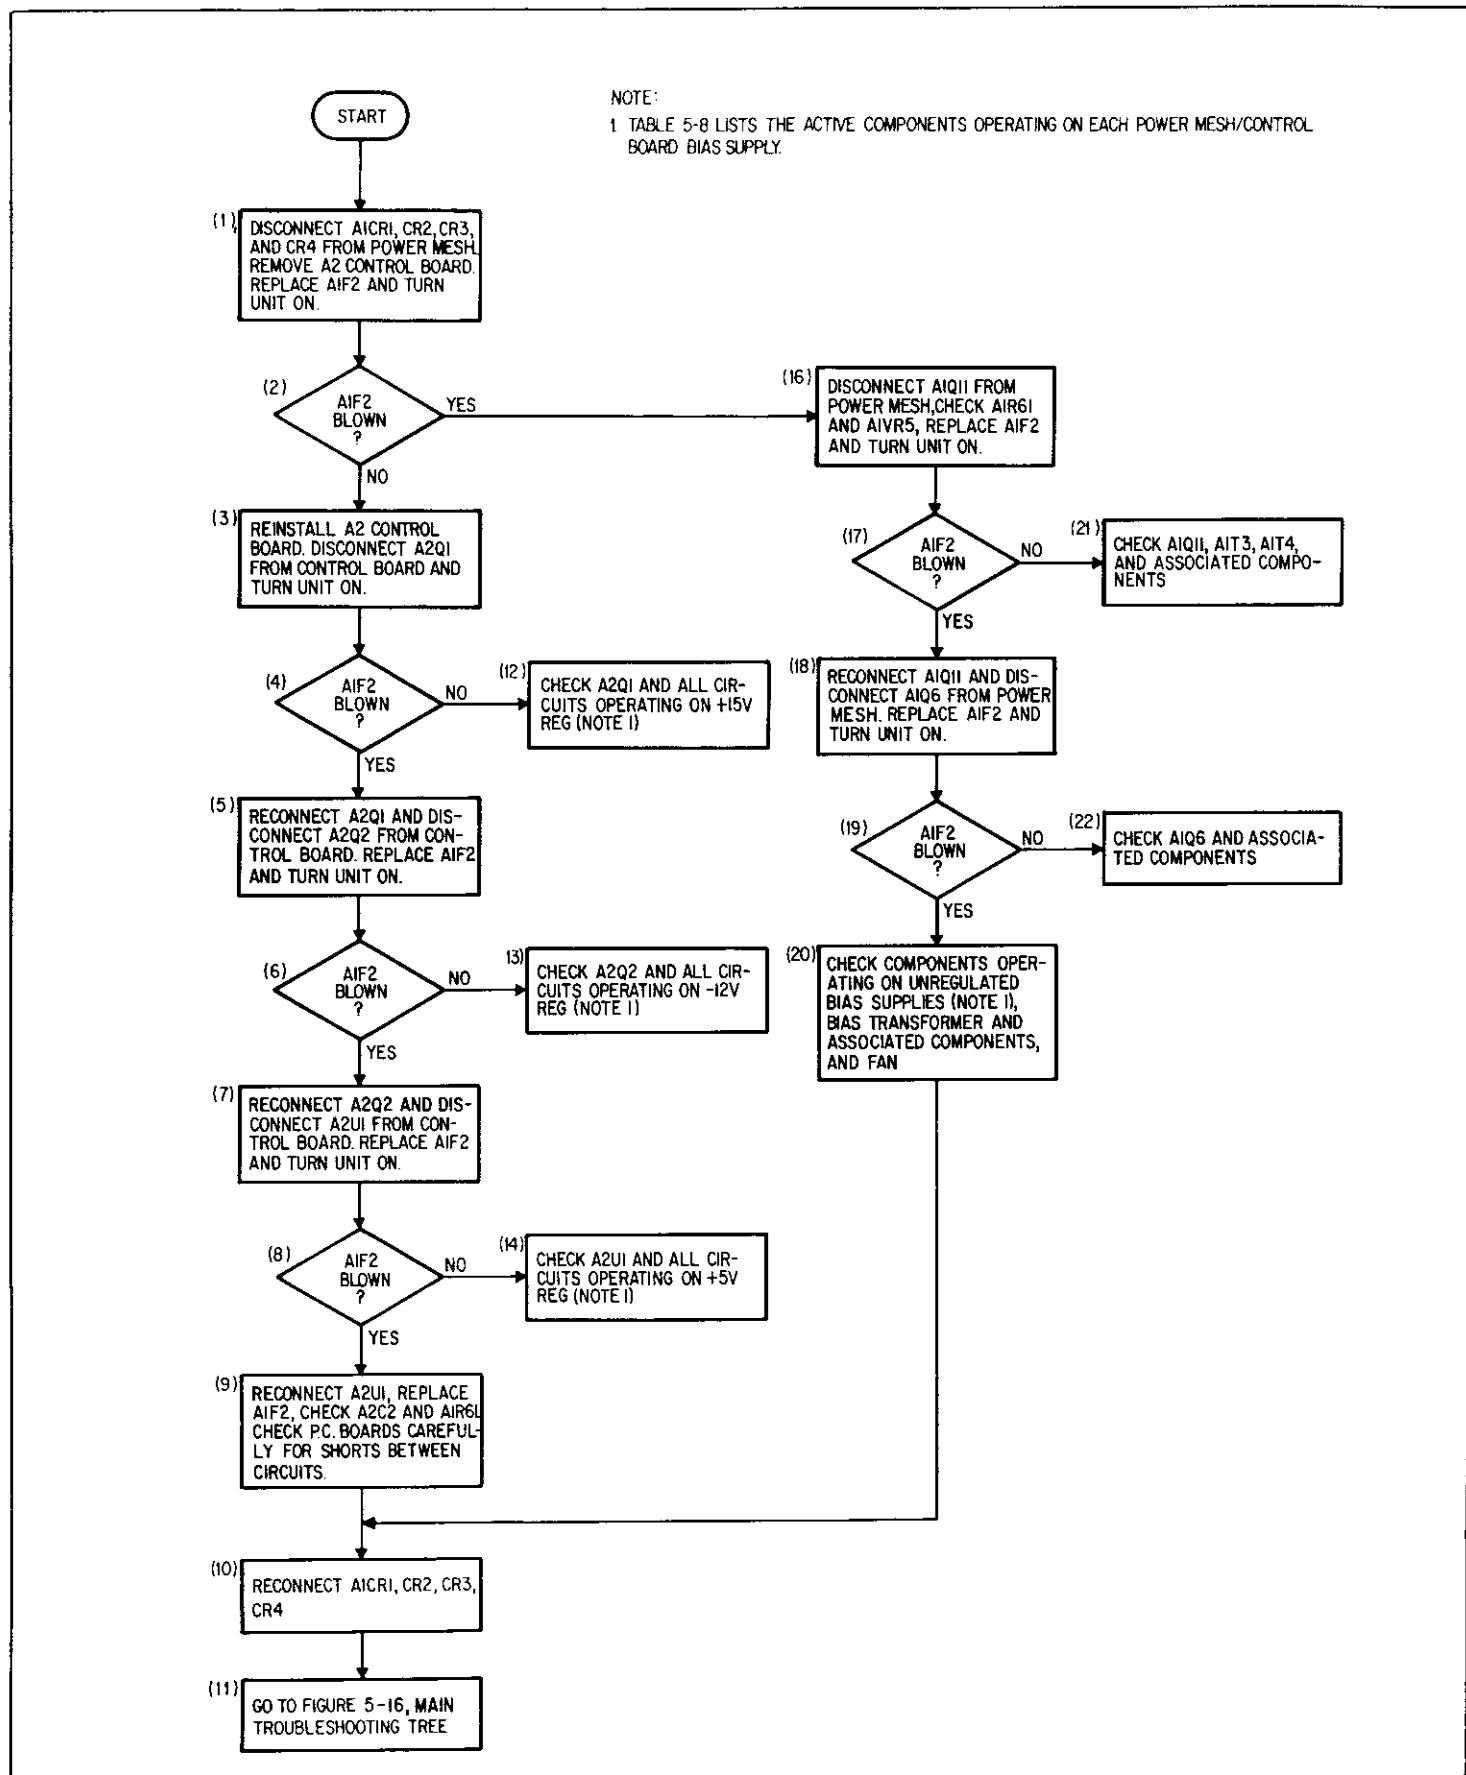 START
NOTE:
1 TABLE 5-8 LISTS THE ACTIVE COMPONENTS OPERATING ON EACH POWER MESH/CONTROL
BOARD BIAS SUPPLY.
(1)
DISCONNECT A1CR1, CR2, CR3,
AND CR4 FROM POWER MESH.
REMOVE A2 CONTROL BOARD.
REPLACE A1F2 AND TURN
UNIT ON.
(2)
A1F2
BLOWN
?
YES
NO
(3)
REINSTALL A2 CONTROL
BOARD. DISCONNECT A2Q1
FROM CONTROL BOARD AND
TURN UNIT ON.
(4)
A1F2
BLOWN
?
NO
YES
(12)
CHECK A2Q1 AND ALL CIR-
CUITS OPERATING ON +15V
REG (NOTE 1)
(5)
RECONNECT A2Q1 AND DIS-
CONNECT A2Q2 FROM CON-
TROL BOARD. REPLACE A1F2
AND TURN UNIT ON.
(6)
A1F2
BLOWN
?
NO
YES
13)
CHECK A2Q2 AND ALL CIR-
CUITS OPERATING ON -12V
REG (NOTE 1)
(7)
RECONNECT A2Q2 AND DIS-
CONNECT A2U1 FROM CON-
TROL BOARD. REPLACE A1F2
AND TURN UNIT ON.
(8)
A1F2
BLOWN
?
NO
YES
(14)
CHECK A2U1 AND ALL CIR-
CUITS OPERATING ON +5V
REG (NOTE 1)
(9)
RECONNECT A2U1, REPLACE
A1F2, CHECK A2C2 AND A1R61.
CHECK P.C. BOARDS CAREFUL-
LY FOR SHORTS BETWEEN
CIRCUITS.
(10)
RECONNECT A1CR1, CR2, CR3,
CR4
(11)
GO TO FIGURE 5-16, MAIN
TROUBLESHOOTING TREE
(16)
DISCONNECT A1Q11 FROM
POWER MESH, CHECK A1R61
AND A1VR5, REPLACE A1F2
AND TURN UNIT ON.
(17)
A1F2
BLOWN
?
NO
YES
(21)
CHECK A1Q11, A1T3, A1T4,
AND ASSOCIATED COMPO-
NENTS
(18)
RECONNECT A1Q11 AND DIS-
CONNECT A1Q6 FROM POWER
MESH. REPLACE A1F2 AND
TURN UNIT ON.
(19)
A1F2
BLOWN
?
NO
YES
(22)
CHECK A1Q6 AND ASSOCIA-
TED COMPONENTS
(20)
CHECK COMPONENTS OPER-
ATING ON UNREGULATED
BIAS SUPPLIES (NOTE 1),
BIAS TRANSFORMER AND
ASSOCIATED COMPONENTS,
AND FAN